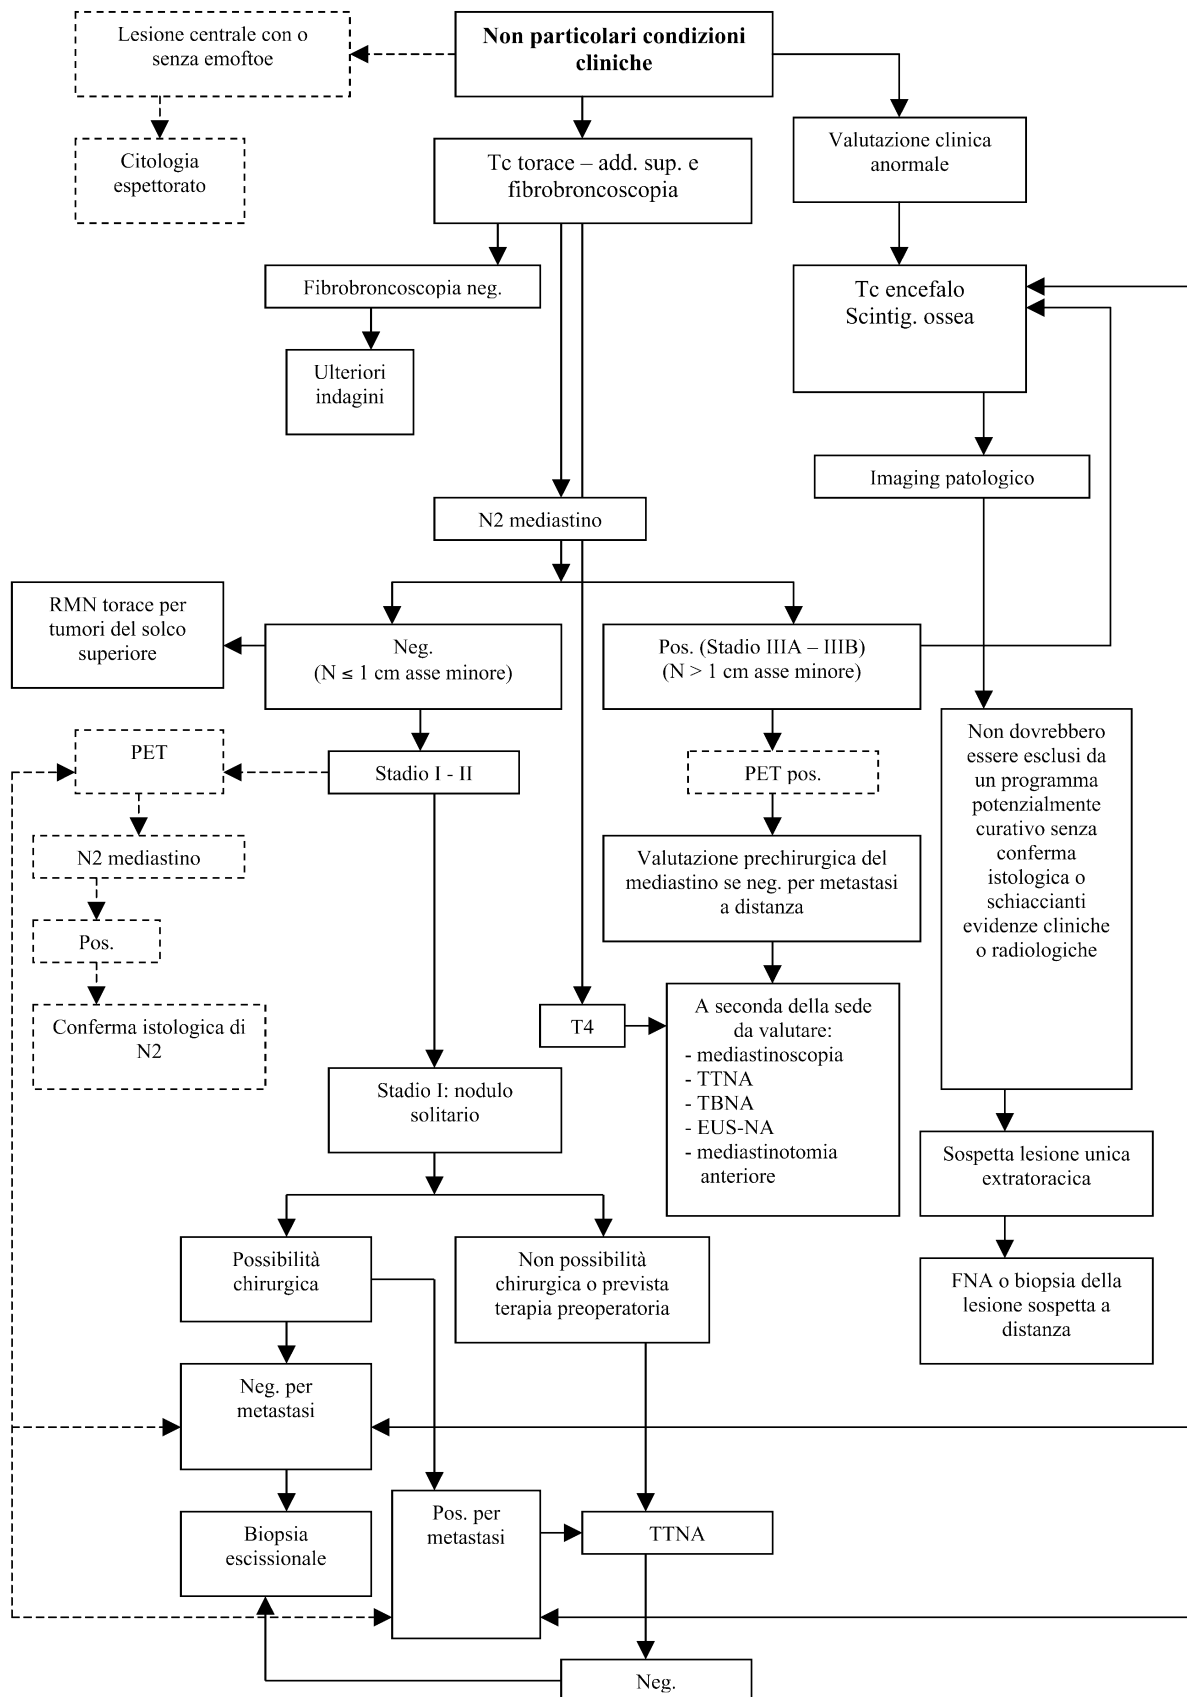 Lesione centrale con o
senza emoftoe
Non particolari condizioni
cliniche
Citologia
espettorato
Tc torace – add. sup. e
fibrobroncoscopia
Valutazione clinica
anormale
Fibrobroncoscopia neg.
Tc encefalo
Scintig. ossea
Ulteriori
indagini
Imaging patologico
N2 mediastino
RMN torace per
tumori del solco
superiore
Neg.
(N ≤ 1 cm asse minore)
Pos. (Stadio IIIA – IIIB)
(N > 1 cm asse minore)
PET
Stadio I - II
PET pos.
Non dovrebbero
essere esclusi da
un programma
potenzialmente
curativo senza
conferma
istologica o
schiaccianti
evidenze cliniche
o radiologiche
N2 mediastino
Valutazione prechirurgica del
mediastino se neg. per metastasi
a distanza
Pos.
Conferma istologica di
N2
T4
A seconda della sede
da valutare:
- mediastinoscopia
- TTNA
- TBNA
- EUS-NA
- mediastinotomia
anteriore
Stadio I: nodulo
solitario
Sospetta lesione unica
extratoracica
Possibilità
chirurgica
Non possibilità
chirurgica o prevista
terapia preoperatoria
FNA o biopsia della
lesione sospetta a
distanza
Neg. per
metastasi
Biopsia
escissionale
Pos. per
metastasi
TTNA
Neg.